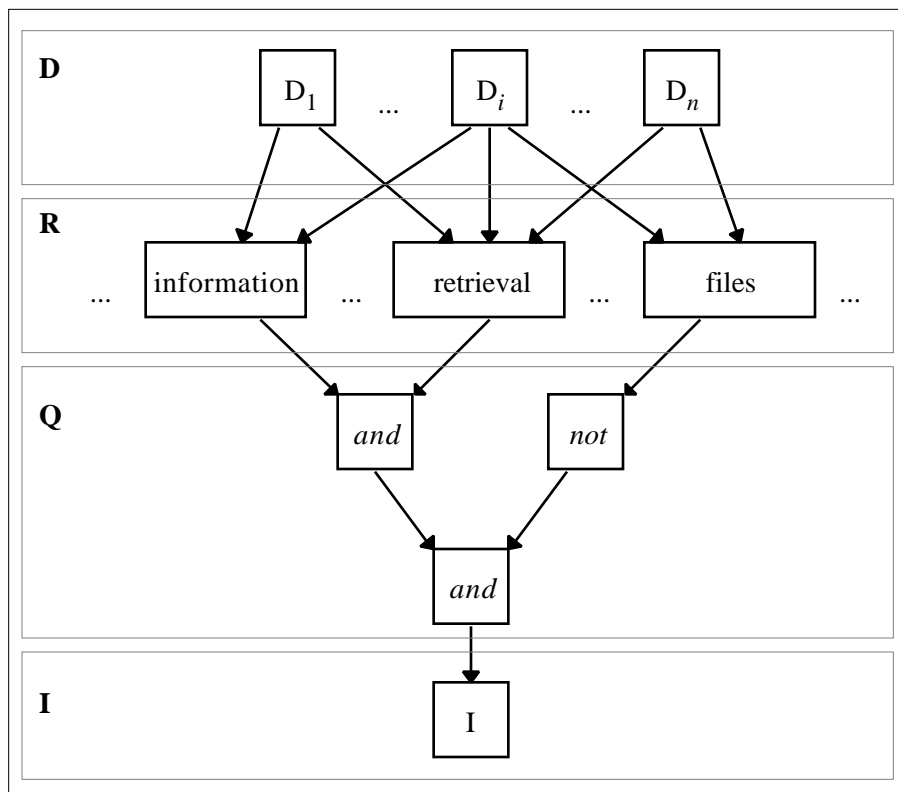 D
D1 ... Di ... Dn
R
... information ... retrieval ... files ...
Q
and not
and
I
I